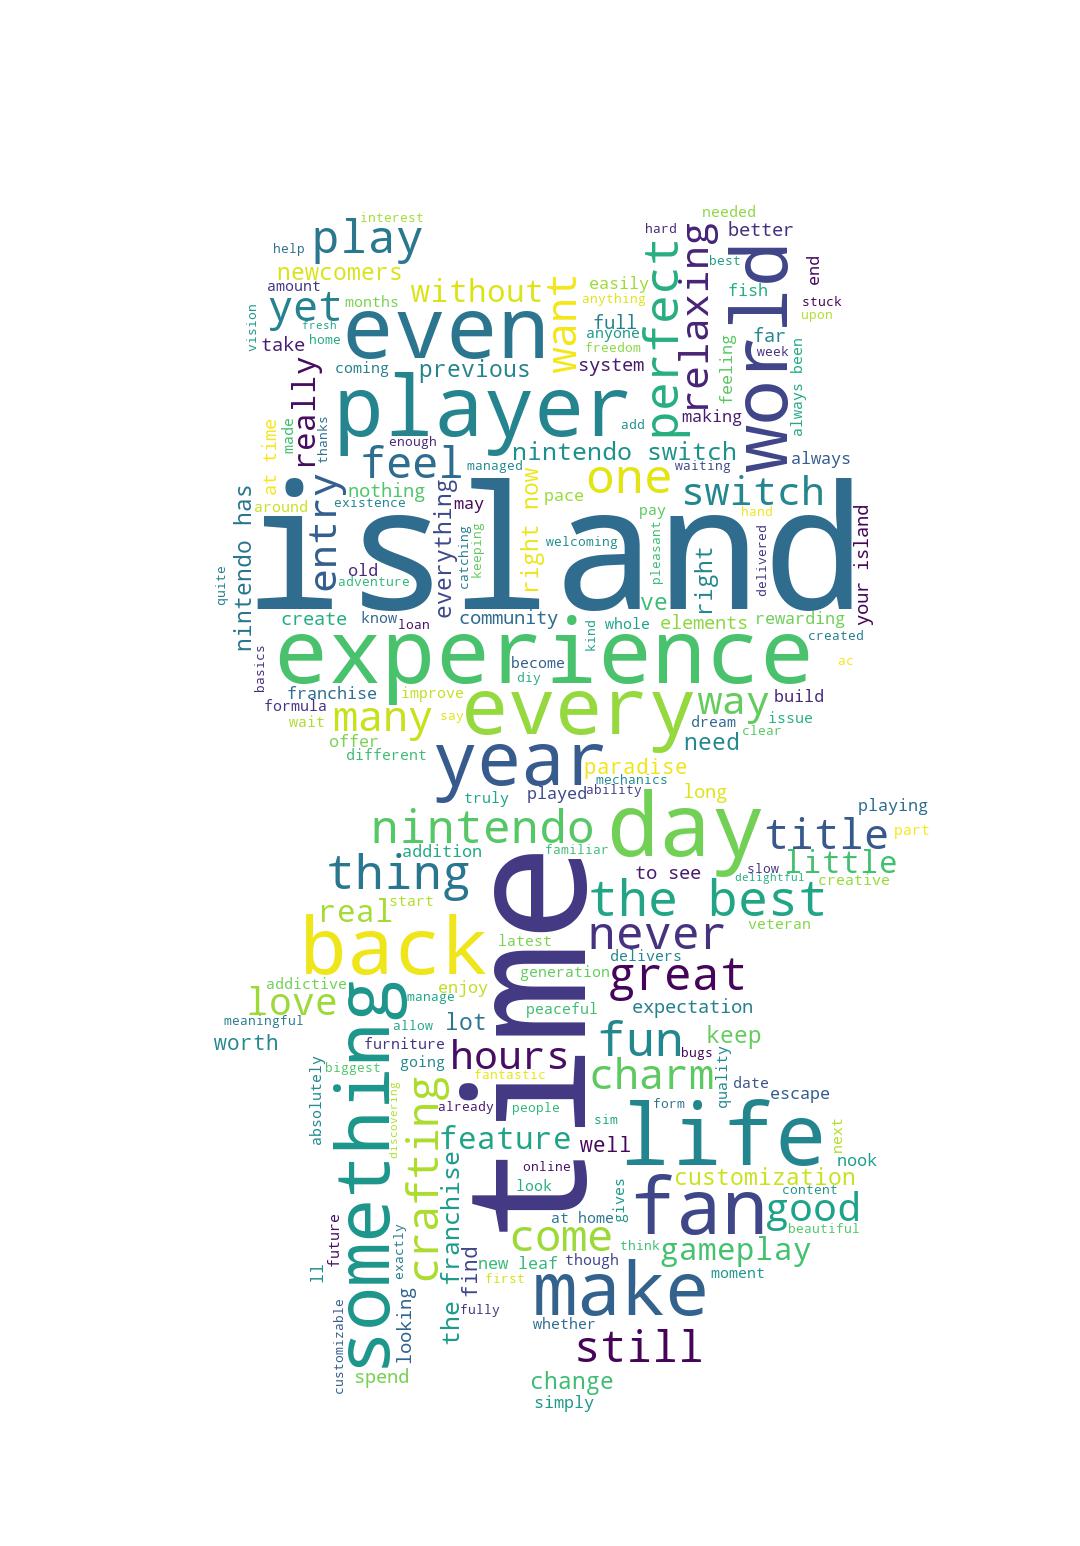 interest
needed
play
hard
better
help
relaxing
world
perfect
newcomers
best
end
amount
without
want
easily
fish
yet
months
even
anything
stuck
vision
fresh
full
upon
home
anyone
far
take
freedom
week
always been
coming
previous
system
feeling
really
player
making
at time
made
thanks
add
enough
nintendo switch
feel
managed
one
waiting
always
nintendo has
entry
nothing
everything
right now
pace
switch
around
existence
may
island
pay
hand
your island
catching
keeping
welcoming
pleasant
delivered
right
quite
old
adventure
ve
create
know
loan
community
kind
whole
elements
rewarding
created
experience
basics
become
diy
ac
franchise
improve
every
way
build
formula
many
say
dream
issue
wait
offer
need
clear
different
year
paradise
mechanics
truly
played
ability
long
playing
nintendo
day
title
part
addition
familiar
little
thing
time
to see
slow
delightful
creative
real
start
the best
veteran
back
latest
never
delivers
generation
great
addictive
something
manage
enjoy
love
peaceful
expectation
meaningful
allow
lot
fun
keep
worth
furniture
hours
bugs
absolutely
biggest
going
fantastic
charm
quality
date
escape
discovering
crafting
already
people
form
sim
life
next
feature
well
nook
the franchise
online
customization
look
gives
fan
content
good
at home
beautiful
future
exactly
come
think
gameplay
find
new leaf
though
ll
first
make
moment
customizable
looking
fully
whether
still
spend
change
simply